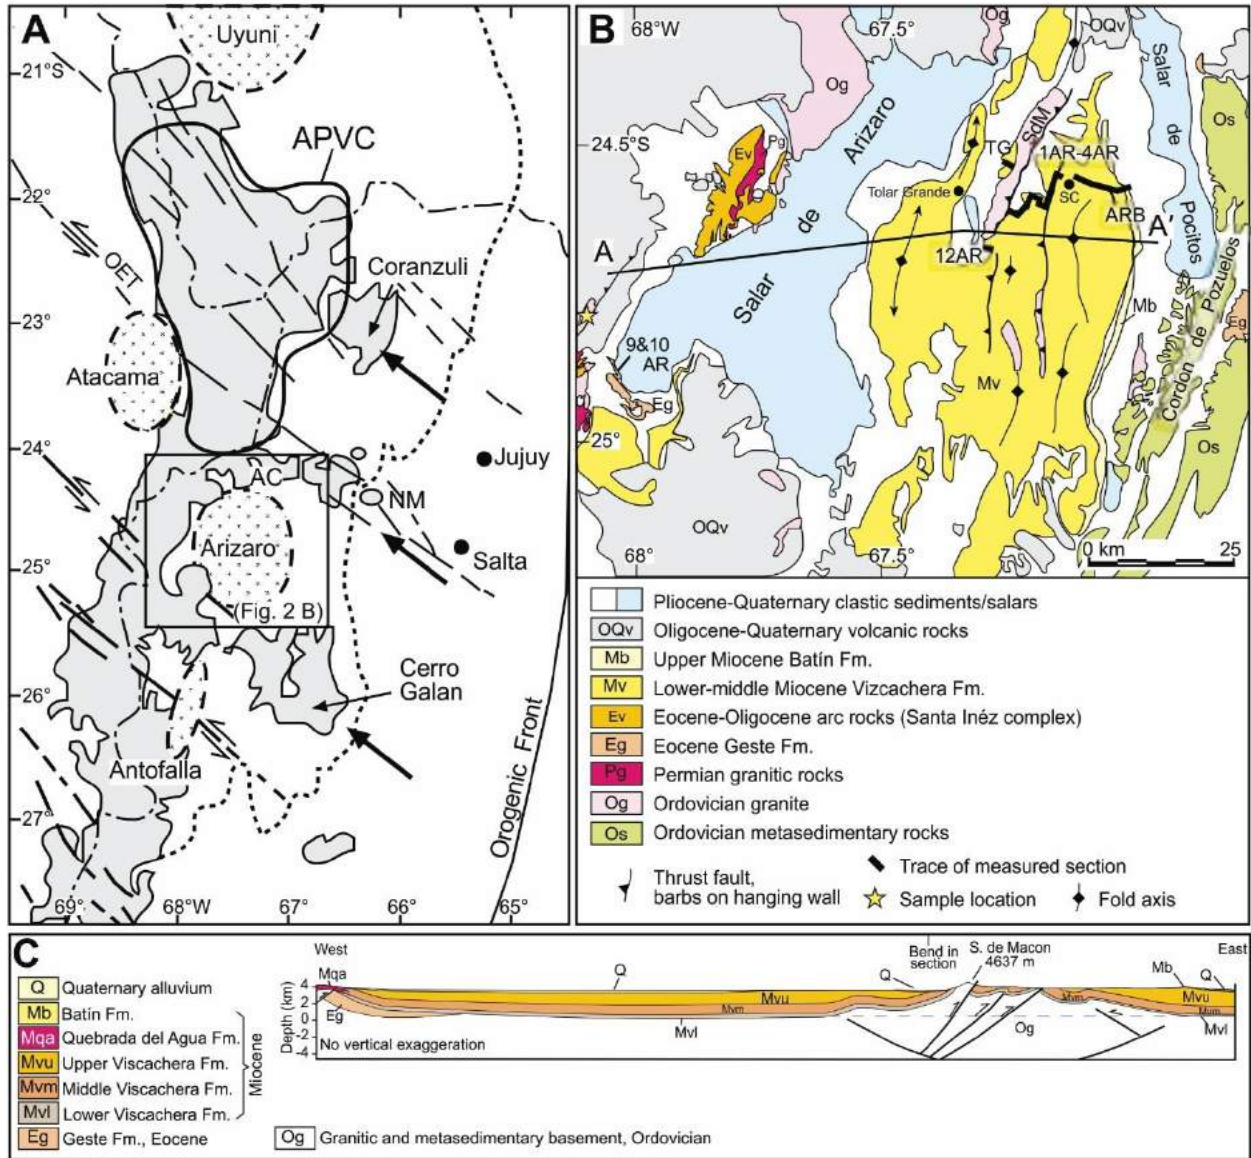 A
Uyuni
21°S
APVC
22°
OET
Coranzuli
23°
Atacama
24°
Jujuy
AC
NM
Arizaro
Salta
25°
(Fig. 2 B)
Cerro
Galan
26°
Antofalla
27°
Orogenic Front
69°
68°W
67°
66°
65°
B
68°W
67.5°
Og
OQv
Salar
de
Pocitos
Og
Os
24.5°S
Ev
Pg
Arizaro
de
Salar
SdM
TG
1AR-4AR
Tolar Grande
SC
ARB
A
A'
12AR
Mb
Cordon de Pozuelos
Eg
9&10
AR
Eg
Mv
25°
Os
OQv
68°
67.5°
0 km
25
Pliocene-Quaternary clastic sediments/salars
OQv Oligocene-Quaternary volcanic rocks
Mb Upper Miocene Batín Fm.
Mv Lower-middle Miocene Vizcachera Fm.
Ev Eocene-Oligocene arc rocks (Santa Inéz complex)
Eg Eocene Geste Fm.
Pg Permian granitic rocks
Og Ordovician granite
Os Ordovician metasedimentary rocks
Thrust fault,
barbs on hanging wall
Trace of measured section
Sample location
Fold axis
C
Q Quaternary alluvium
Mb Batín Fm.
Mqa Quebrada del Agua Fm.
Mvu Upper Viscachera Fm.
Mvm Middle Viscachera Fm.
Mvl Lower Viscachera Fm.
Eg Geste Fm., Eocene
Miocene
Og Granitic and metasedimentary basement, Ordovician
West
Bend in
section
S. de Macon
4637 m
East
Mqa
Q
Q
Mb
Q
Depth (km)
4
2
0
-2
-4
Eg
Mvu
Mvm
Mvl
Mvm
Og
Mvu
Mvm
Mvl
No vertical exaggeration